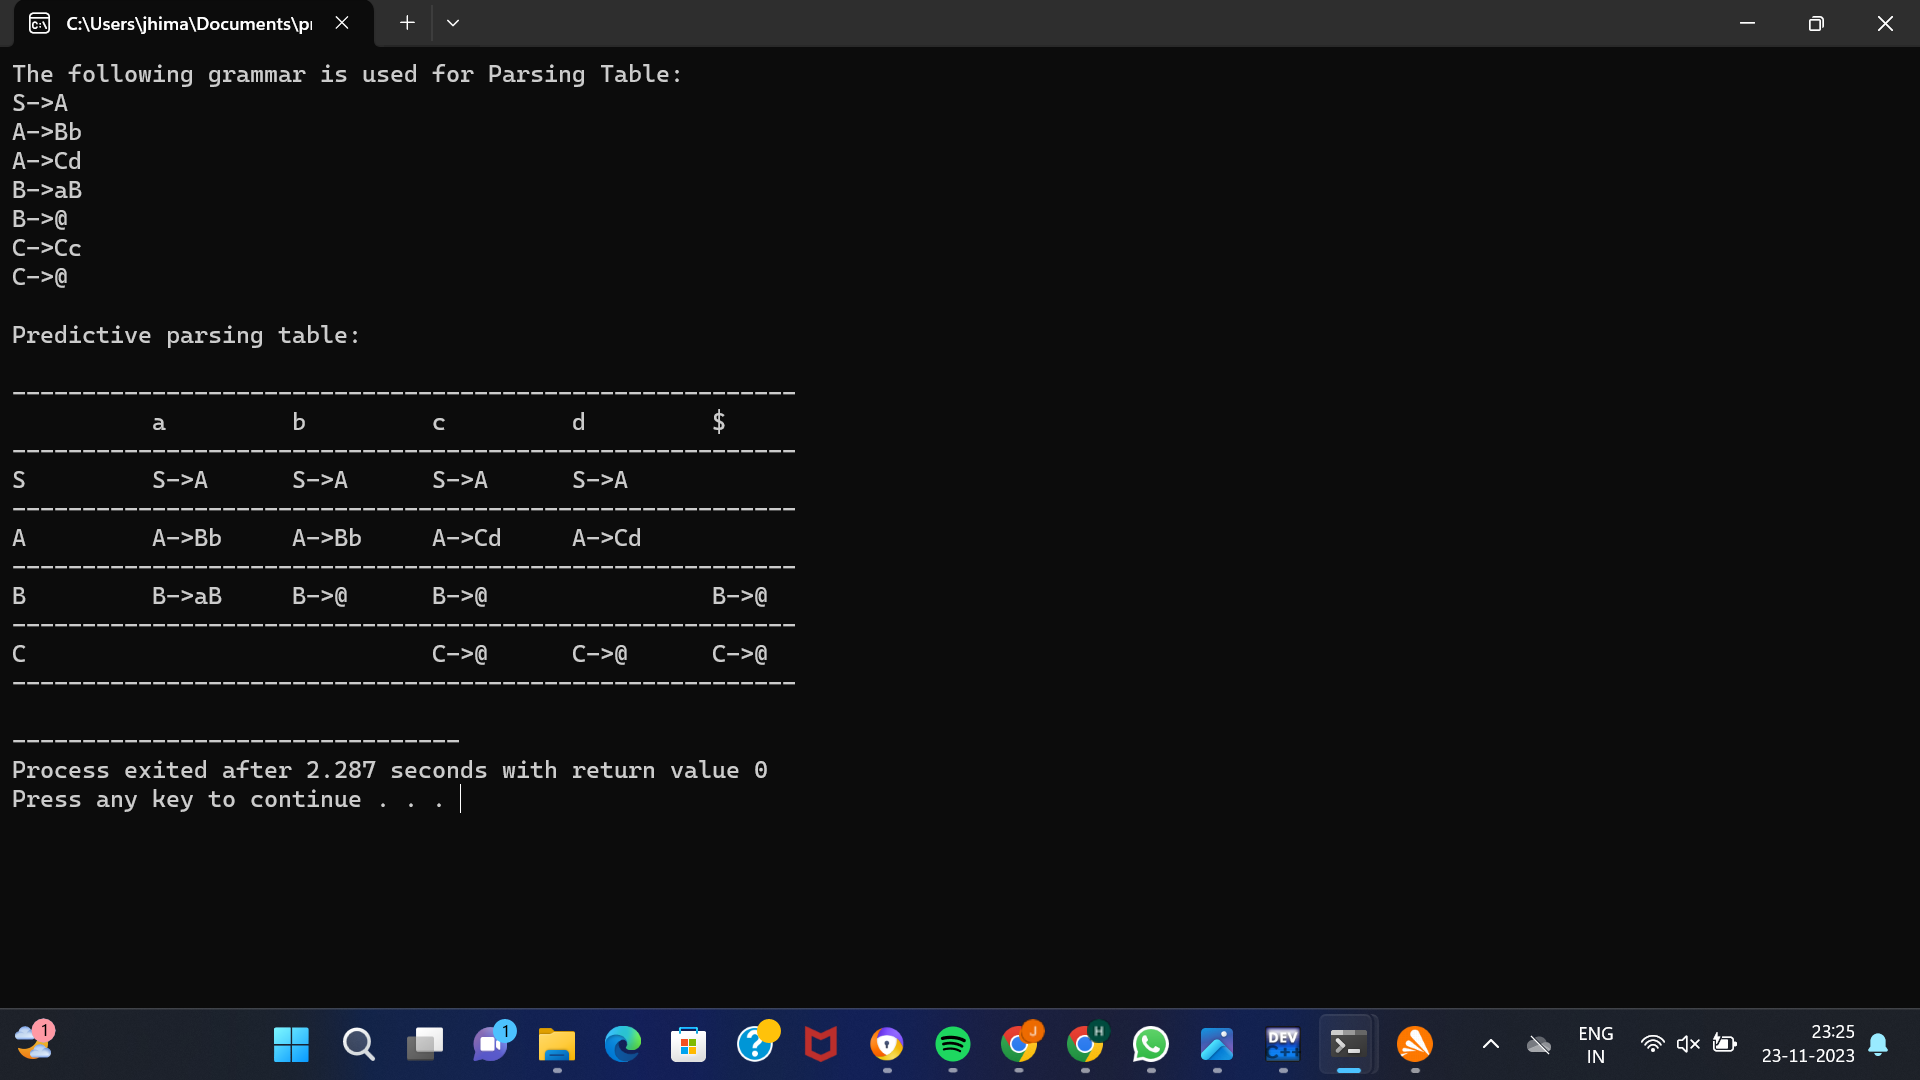 C:\Users\jhima\Documents\pr
The following grammar is used for Parsing Table:
S->A
A->Bb
A->Cd
B->aB
B->@
C->Cc
C->@
Predictive parsing table:
--------------------------------------------------------
a b c d $
--------------------------------------------------------
S S->A S->A S->A S->A
--------------------------------------------------------
A A->Bb A->Bb A->Cd A->Cd
--------------------------------------------------------
B B->aB B->@ B->@ B->@
--------------------------------------------------------
C C->@ C->@ C->@
--------------------------------------------------------
--------------------------------
Process exited after 2.287 seconds with return value 0
Press any key to continue . . .
1
1
J
H
DEV
C++
ENG
IN
23:25
23-11-2023